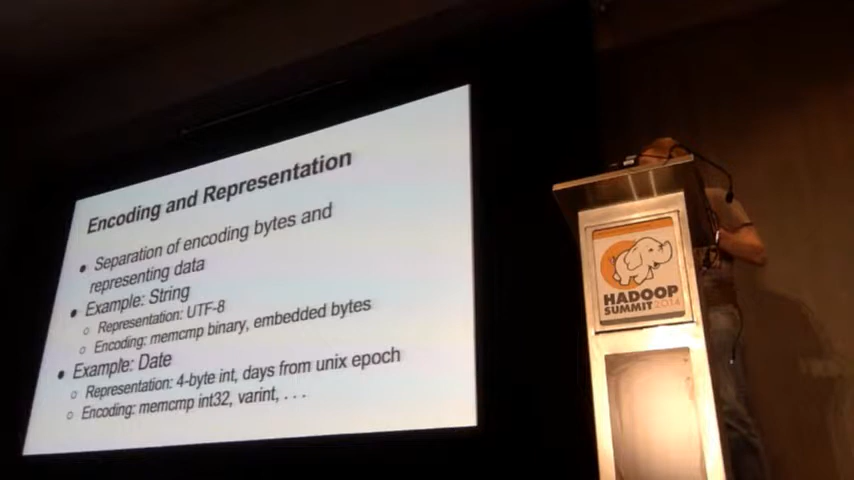 Encoding and Representation
• Separation of encoding bytes and
representing data
• Example: String
○ Representation: UTF-8
○ Encoding: memcmp binary, embedded bytes
• Example: Date
○ Representation: 4-byte int, days from unix epoch
○ Encoding: memcmp int32, varint, . . .
HADOOP
SUMMIT 2014